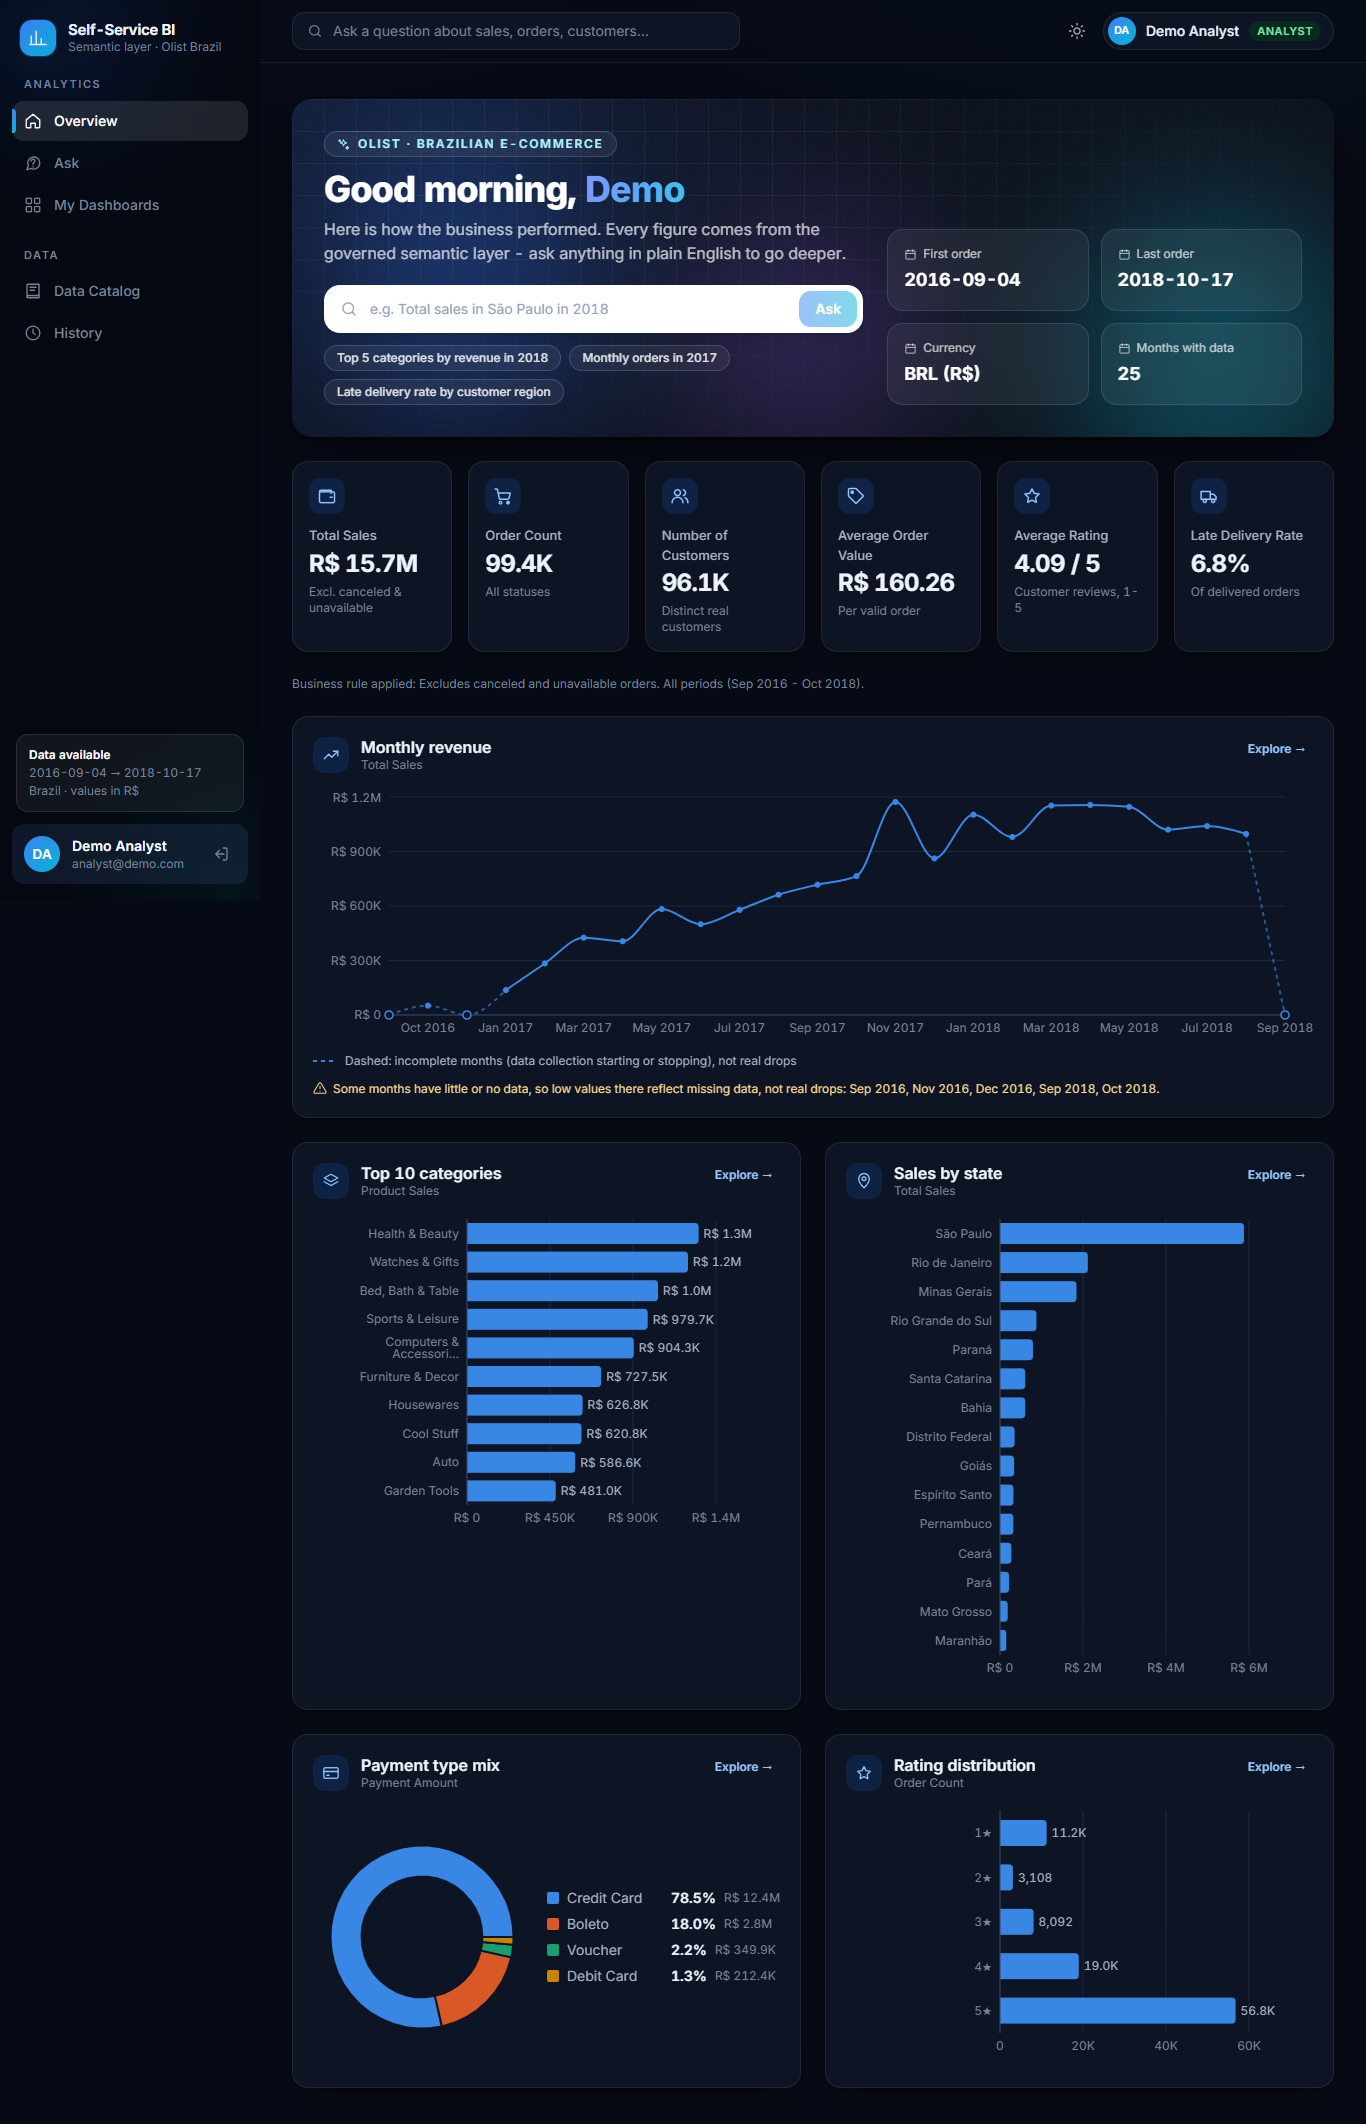 Self-Service BI
Semantic layer · Olist Brazil
ANALYTICS
Overview
Ask
My Dashboards
DATA
Data Catalog
History
Data available
2016-09-04 → 2018-10-17
Brazil · values in R$
DA
Demo Analyst
analyst@demo.com
Ask a question about sales, orders, customers...
DA
Demo Analyst
ANALYST
OLIST · BRAZILIAN E-COMMERCE
Good morning, Demo
Here is how the business performed. Every figure comes from the
governed semantic layer - ask anything in plain English to go deeper.
e.g. Total sales in São Paulo in 2018
Ask
Top 5 categories by revenue in 2018
Monthly orders in 2017
Late delivery rate by customer region
First order
2016-09-04
Last order
2018-10-17
Currency
BRL (R$)
Months with data
25
Total Sales
R$ 15.7M
Excl. canceled &
unavailable
Order Count
99.4K
All statuses
Number of
Customers
96.1K
Distinct real
customers
Average Order
Value
R$ 160.26
Per valid order
Average Rating
4.09 / 5
Customer reviews, 1-
5
Late Delivery Rate
6.8%
Of delivered orders
Business rule applied: Excludes canceled and unavailable orders. All periods (Sep 2016 - Oct 2018).
Monthly revenue
Total Sales
Explore →
R$ 1.2M
R$ 900K
R$ 600K
R$ 300K
R$ 0
Oct 2016
Jan 2017
Mar 2017
May 2017
Jul 2017
Sep 2017
Nov 2017
Jan 2018
Mar 2018
May 2018
Jul 2018
Sep 2018
Dashed: incomplete months (data collection starting or stopping), not real drops
Some months have little or no data, so low values there reflect missing data, not real drops: Sep 2016, Nov 2016, Dec 2016, Sep 2018, Oct 2018.
Top 10 categories
Product Sales
Explore →
Health & Beauty
R$ 1.3M
Watches & Gifts
R$ 1.2M
Bed, Bath & Table
R$ 1.0M
Sports & Leisure
R$ 979.7K
Computers &
Accessori...
R$ 904.3K
Furniture & Decor
R$ 727.5K
Housewares
R$ 626.8K
Cool Stuff
R$ 620.8K
Auto
R$ 586.6K
Garden Tools
R$ 481.0K
R$ 0
R$ 450K
R$ 900K
R$ 1.4M
Sales by state
Total Sales
Explore →
São Paulo
Rio de Janeiro
Minas Gerais
Rio Grande do Sul
Paraná
Santa Catarina
Bahia
Distrito Federal
Goiás
Espírito Santo
Pernambuco
Ceará
Pará
Mato Grosso
Maranhão
R$ 0
R$ 2M
R$ 4M
R$ 6M
Payment type mix
Payment Amount
Explore →
Credit Card 78.5% R$ 12.4M
Boleto 18.0% R$ 2.8M
Voucher 2.2% R$ 349.9K
Debit Card 1.3% R$ 212.4K
Rating distribution
Order Count
Explore →
1★
11.2K
2★
3,108
3★
8,092
4★
19.0K
5★
56.8K
0
20K
40K
60K